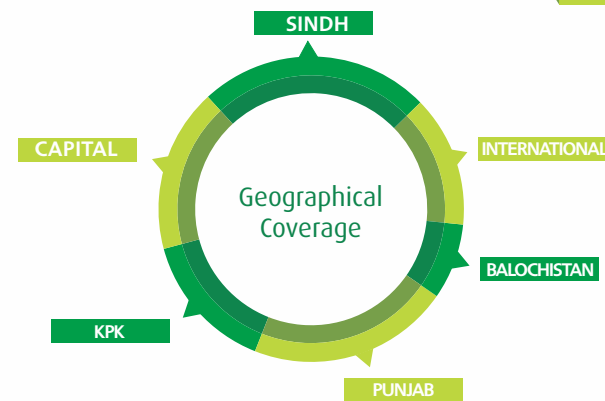 SINDH
CAPITAL
INTERNATIONAL
Geographical
Coverage
BALOCHISTAN
KPK
PUNJAB